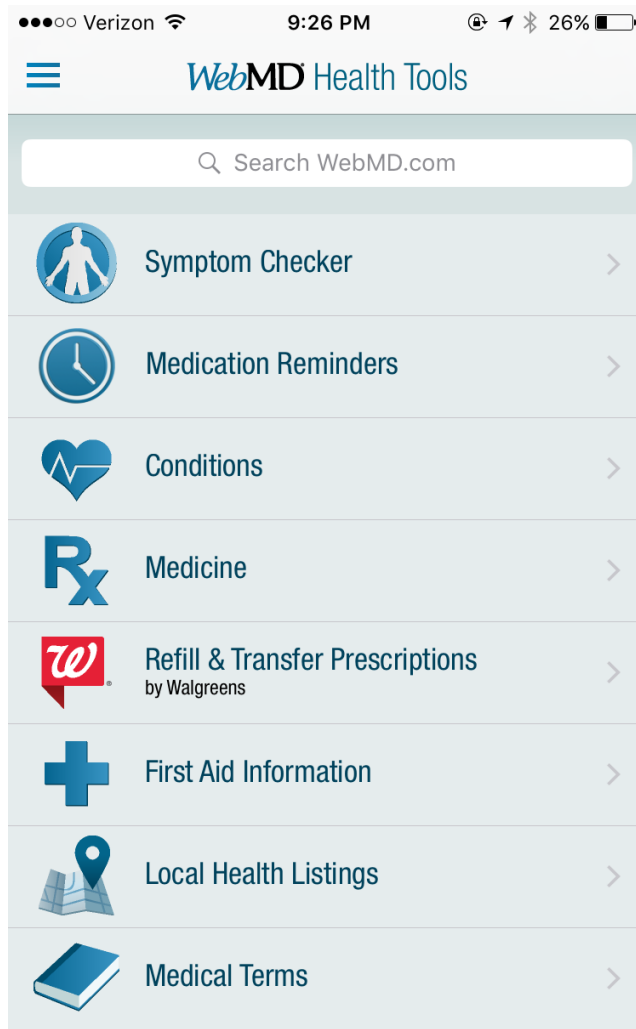 Verizon 9:26 PM 26%
WebMD Health Tools
Search WebMD.com
Symptom Checker
Medication Reminders
Conditions
Rx Medicine
W Refill & Transfer Prescriptions
by Walgreens
First Aid Information
Local Health Listings
Medical Terms